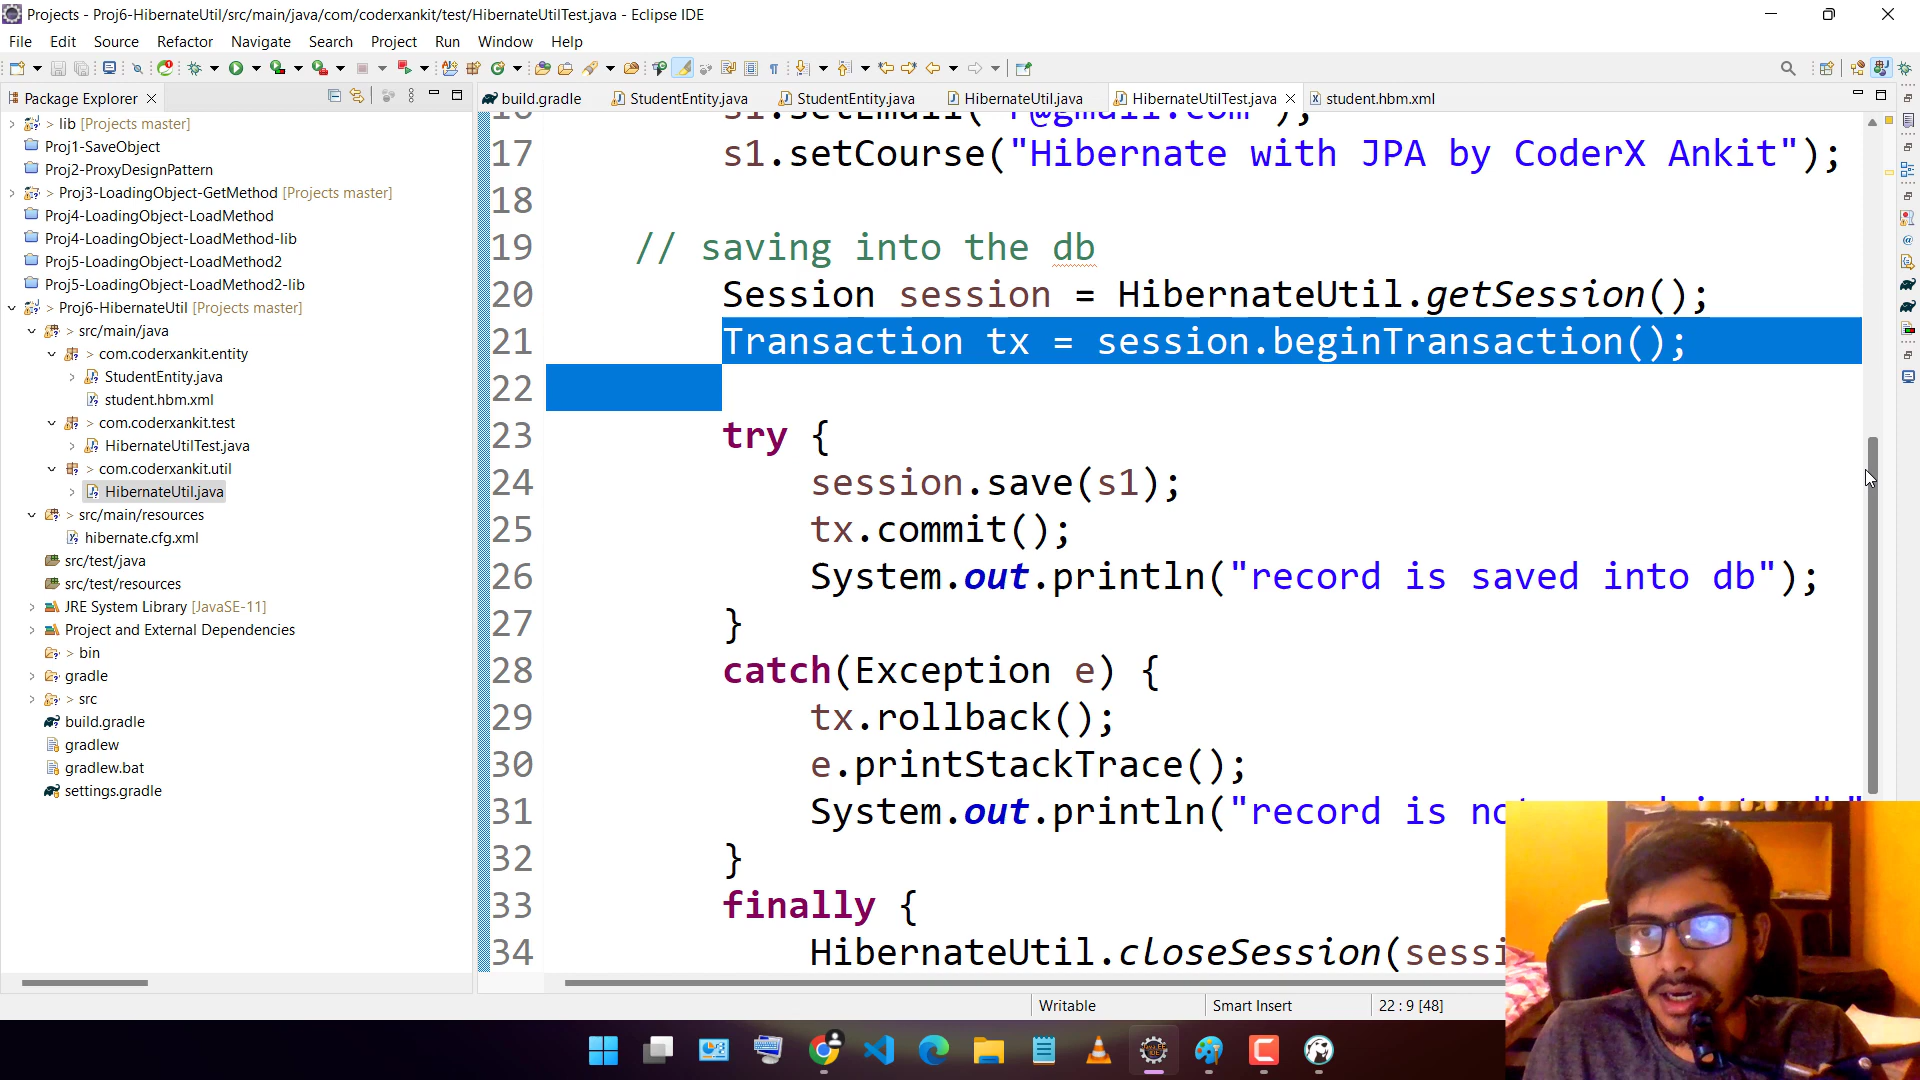 Projects - Proj6-HibernateUtil/src/main/java/com/coderxankit/test/HibernateUtilTest.java - Eclipse IDE
File Edit Source Refactor Navigate Search Project Run Window Help
Package Explorer
> lib [Projects master]
Proj1-SaveObject
Proj2-ProxyDesignPattern
> Proj3-LoadingObject-GetMethod [Projects master]
Proj4-LoadingObject-LoadMethod
Proj4-LoadingObject-LoadMethod-lib
Proj5-LoadingObject-LoadMethod2
Proj5-LoadingObject-LoadMethod2-lib
> Proj6-HibernateUtil [Projects master]
> src/main/java
> com.coderxankit.entity
StudentEntity.java
student.hbm.xml
> com.coderxankit.test
HibernateUtilTest.java
> com.coderxankit.util
HibernateUtil.java
> src/main/resources
hibernate.cfg.xml
src/test/java
src/test/resources
JRE System Library [JavaSE-11]
Project and External Dependencies
> bin
gradle
> src
build.gradle
gradlew
gradlew.bat
settings.gradle
build.gradle StudentEntity.java StudentEntity.java HibernateUtil.java HibernateUtilTest.java student.hbm.xml
16 s1.setEmail("r@gmail.com");
17 s1.setCourse("Hibernate with JPA by CoderX Ankit");
18
19 // saving into the db
20 Session session = HibernateUtil.getSession();
21 Transaction tx = session.beginTransaction();
22
23 try {
24 session.save(s1);
25 tx.commit();
26 System.out.println("record is saved into db");
27 }
28 catch(Exception e) {
29 tx.rollback();
30 e.printStackTrace();
31 System.out.println("record is
32 }
33 finally {
34 HibernateUtil.closeSession(
Writable Smart Insert 22 : 9 [48]